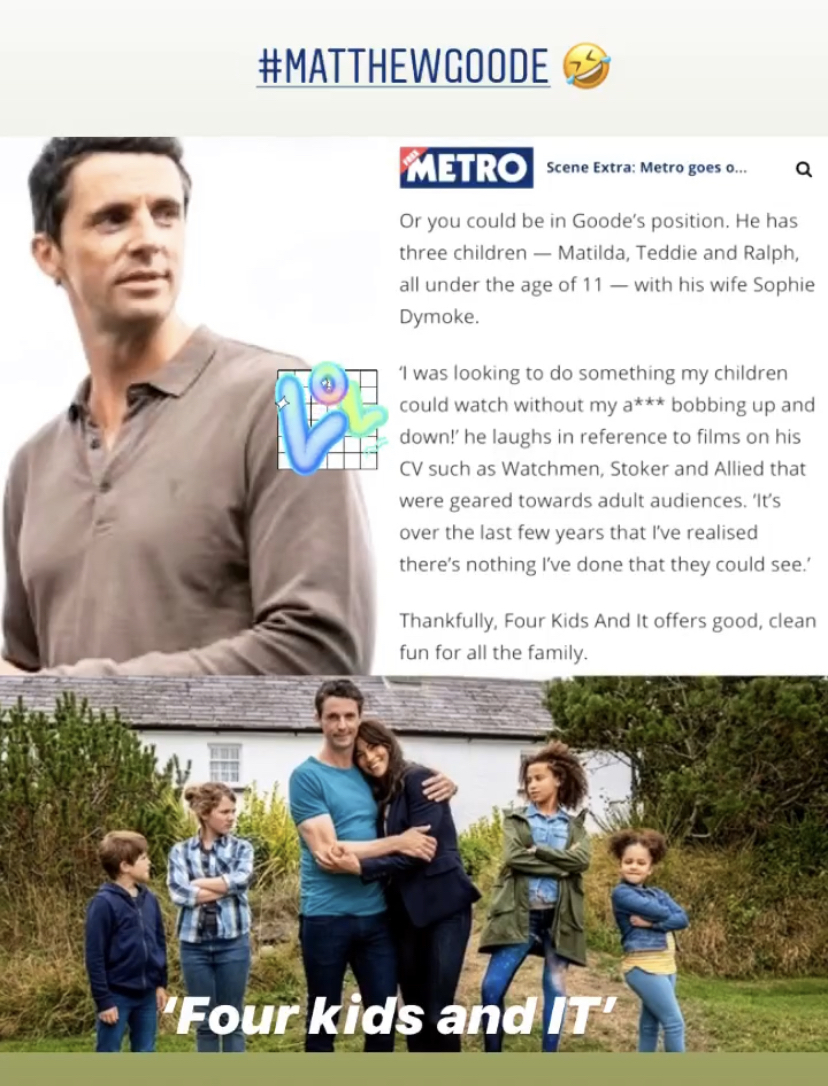 #MATTHEWGOODE 🤣
FREE METRO
Scene Extra: Metro goes o...
Or you could be in Goode's position. He has
three children — Matilda, Teddie and Ralph,
all under the age of 11 — with his wife Sophie
Dymoke.
'I was looking to do something my children
could watch without my a*** bobbing up and
down!' he laughs in reference to films on his
CV such as Watchmen, Stoker and Allied that
were geared towards adult audiences. 'It's
over the last few years that I've realised
there's nothing I've done that they could see.'
Thankfully, Four Kids And It offers good, clean
fun for all the family.
LOL
'Four kids and IT'